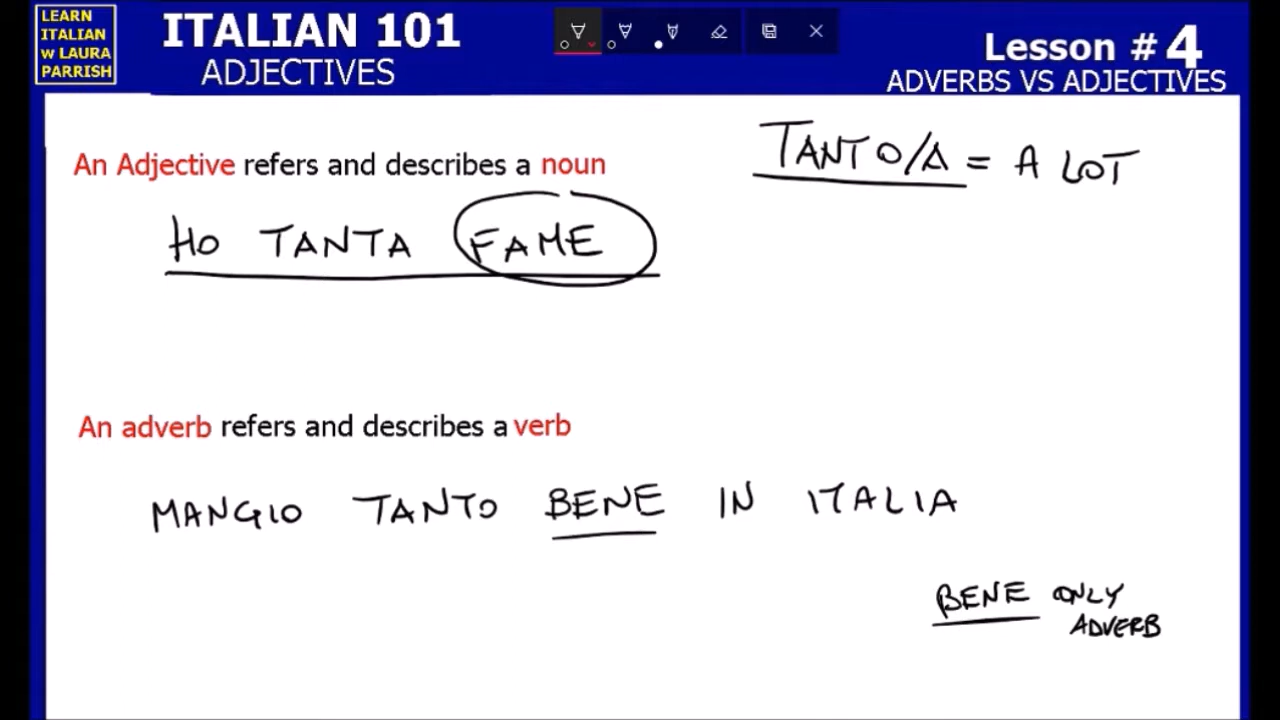 LEARN
ITALIAN
w LAURA
PARRISH
ITALIAN 101
ADJECTIVES
Lesson # 4
ADVERBS VS ADJECTIVES
An Adjective refers and describes a noun
TANTO/A = A LOT
HO TANTA FAME
An adverb refers and describes a verb
MANGIO TANTO BENE IN ITALIA
BENE ONLY
ADVERB